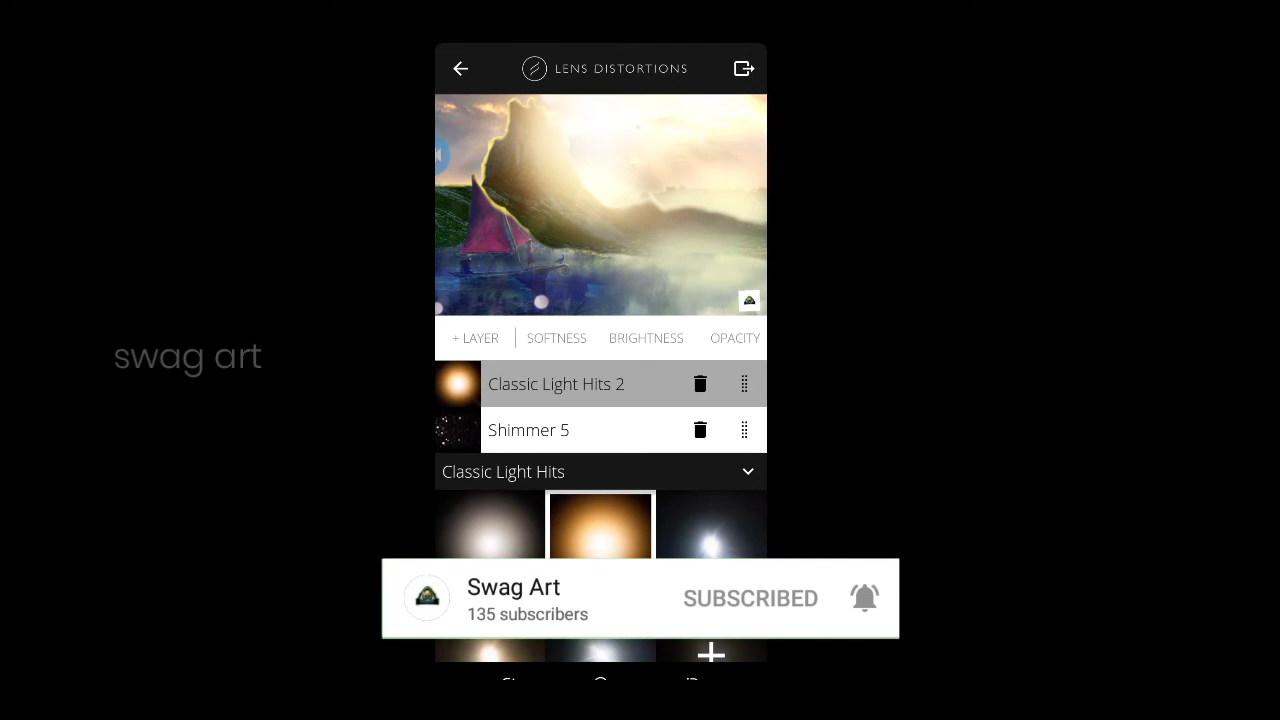 LENS DISTORTIONS
+ LAYER SOFTNESS BRIGHTNESS OPACITY
swag art
Classic Light Hits 2
Shimmer 5
Classic Light Hits
Swag Art
135 subscribers
SUBSCRIBED